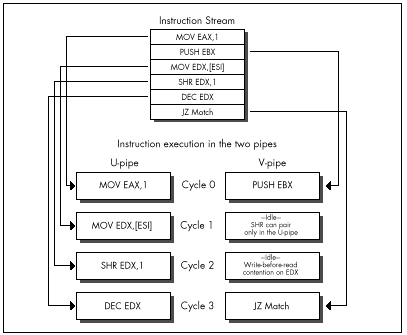 Instruction Stream
MOV EAX,1
PUSH EBX
MOV EDX,[ESI]
SHR EDX,1
DEC EDX
JZ Match
Instruction execution in the two pipes
U-pipe V-pipe
MOV EAX,1 Cycle 0 PUSH EBX
MOV EDX,[ESI] Cycle 1 —Idle—
SHR can pair
only in the U-pipe
SHR EDX,1 Cycle 2 —Idle—
Write-before-read
contention on EDX
DEC EDX Cycle 3 JZ Match